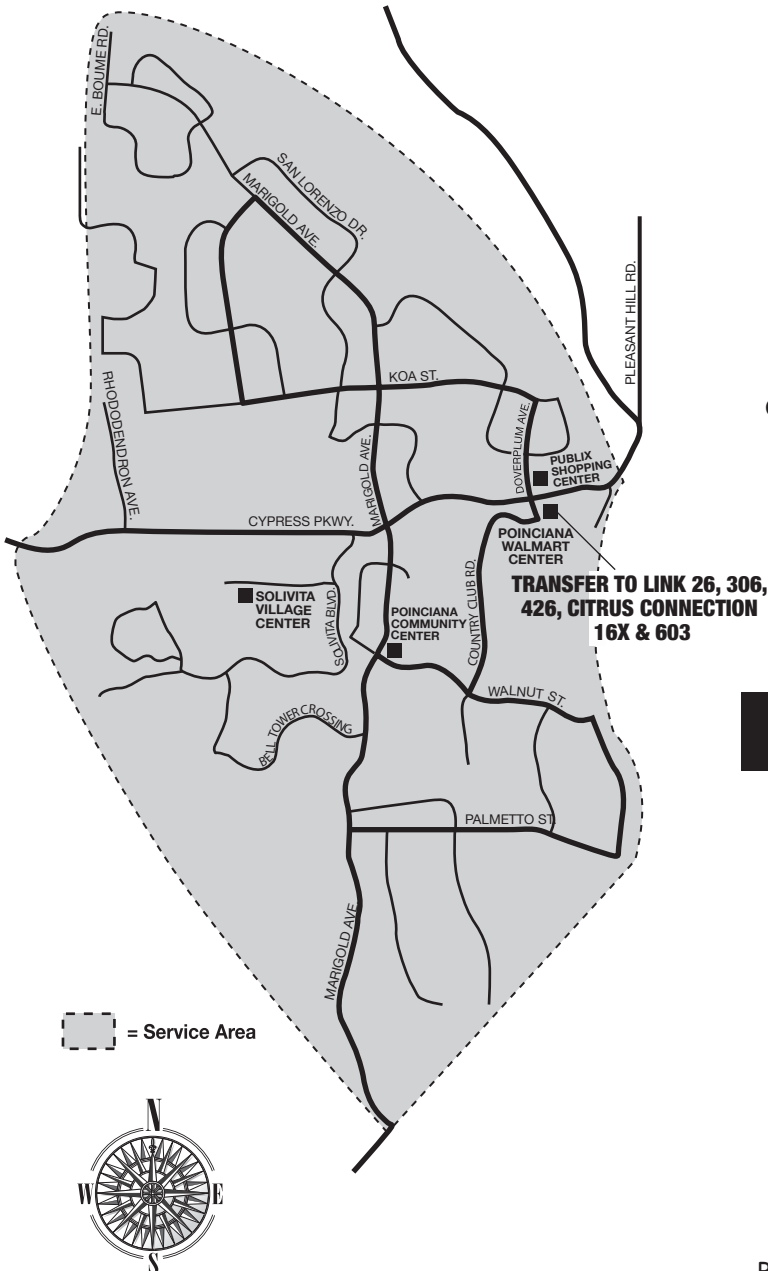 E. BOUME RD.
SAN LORENZO DR.
MARIGOLD AVE.
PLEASANT HILL RD.
KOA ST.
RHODODENDRON AVE.
DOVERPLUM AVE.
MARIGOLD AVE.
PUBLIX
SHOPPING
CENTER
CYPRESS PKWY.
POINCIANA
WALMART
CENTER
TRANSFER TO LINK 26, 306,
426, CITRUS CONNECTION
16X & 603
SOLIVITA
VILLAGE
CENTER
SOLIVITA BLVD.
POINCIANA
COMMUNITY
CENTER
COUNTRY CLUB RD.
WALNUT ST.
BELL TOWER CROSSING
PALMETTO ST.
MARIGOLD AVE.
= Service Area
N
W
E
S